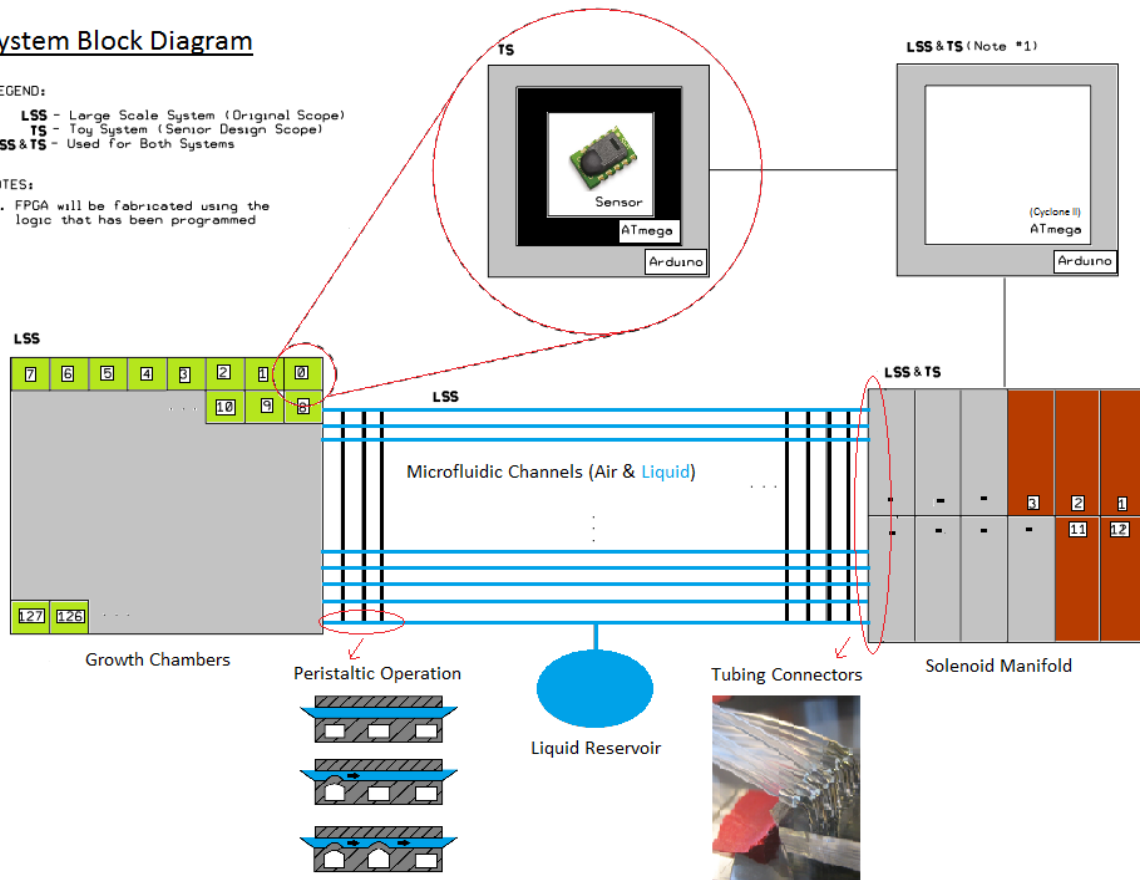 ystem Block Diagram
EGEND:
LSS - Large Scale System (Original Scope)
TS - Toy System (Senior Design Scope)
SS & TS - Used for Both Systems
OTES:
. FPGA will be fabricated using the
logic that has been programmed
TS
Sensor
ATmega
Arduino
LSS & TS (Note #1)
(Cyclone II)
ATmega
Arduino
LSS
7 6 5 4 3 2 1 0
. . . 10 9 8
127 126 . . .
Growth Chambers
LSS
Microfluidic Channels (Air & Liquid)
. . .
LSS & TS
- - - 3 2 1
- - - - 11 12
Solenoid Manifold
Peristaltic Operation
Liquid Reservoir
Tubing Connectors